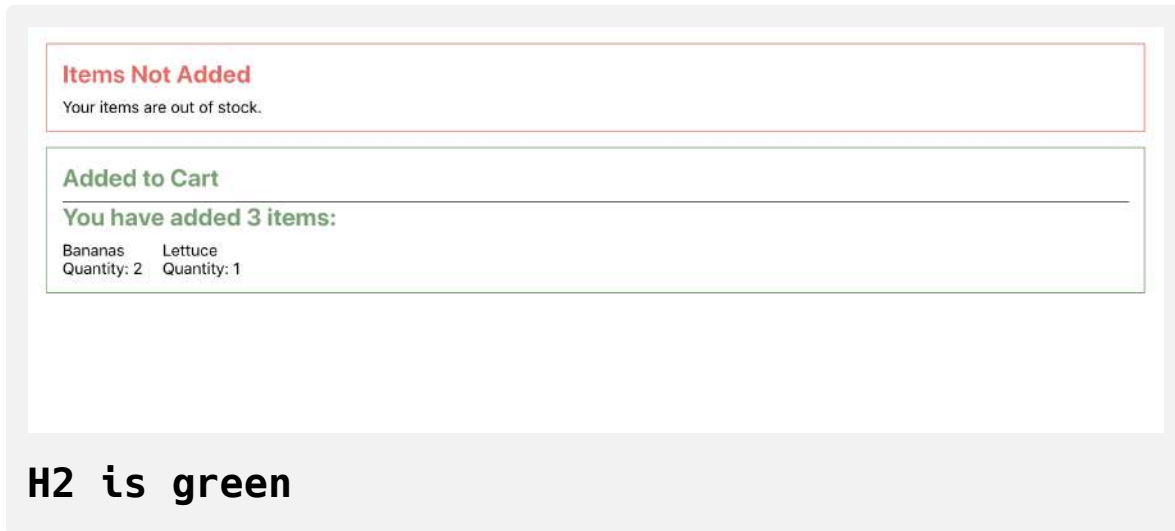 Items Not Added
Your items are out of stock.
Added to Cart
You have added 3 items:
Bananas Lettuce
Quantity: 2 Quantity: 1
H2 is green